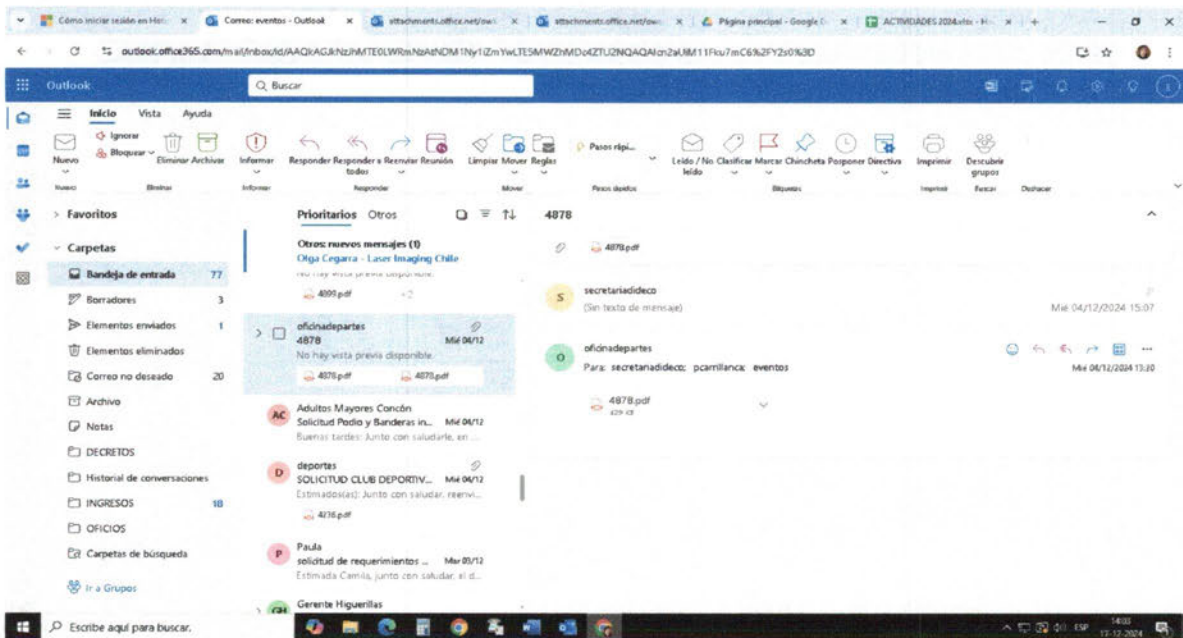 Cómo iniciar sesión en Hori
Correo: eventos - Outlook
attachments.office.net/ow
attachments.office.net/ow
Página principal - Google
ACTIVIDADES 2024.xlsx - H
Outlook
Buscar
Inicio Vista Ayuda
Nuevo
Ignorar
Bloquear
Eliminar Archivar
Informar
Responder Responder a todos Reenviar Reunión
Limpiar Mover Reglas
Pasos rápi...
Leído / No leído Clasificar Marcar Chincheta Posponer Directiva
Imprimir
Descubrir grupos
Nuevo Eliminar Informar Responder Mover Pasos rápidos Etiquetas Imprimir Buscar Deshacer
Favoritos
Carpetas
Bandeja de entrada 77
Borradores 3
Elementos enviados 1
Elementos eliminados
Correo no deseado 20
Archivo
Notas
DECRETOS
Historial de conversaciones
INGRESOS 18
OFICIOS
Carpetas de búsqueda
Ir a Grupos
Prioritarios Otros
Otros: nuevos mensajes (1)
Olga Cegarra - Laser Imaging Chile
No hay vista previa disponible.
4899.pdf +2
oficinadepartes
4878 Mié 04/12
No hay vista previa disponible.
4878.pdf 4878.pdf
AC
Adultos Mayores Concón
Solicitud Podio y Banderas in... Mié 04/12
Buenas tardes: Junto con saludarle, en ...
D
deportes
SOLICITUD CLUB DEPORTIV... Mié 04/12
Estimados(as): Junto con saludar, reenvi...
4736.pdf
P
Paula
solicitud de requerimientos ... Mar 03/12
Estimada Camila, junto con saludar, el d...
GH
Gerente Higuerillas
4878
4878.pdf
S
secretariadideco
(Sin texto de mensaje)
Mié 04/12/2024 15:07
O
oficinadepartes
Para: secretariadideco; pcarrillanca; eventos
Mié 04/12/2024 13:20
4878.pdf
429 KB
Escribe aquí para buscar.
ESP
14:03
17-12-2024